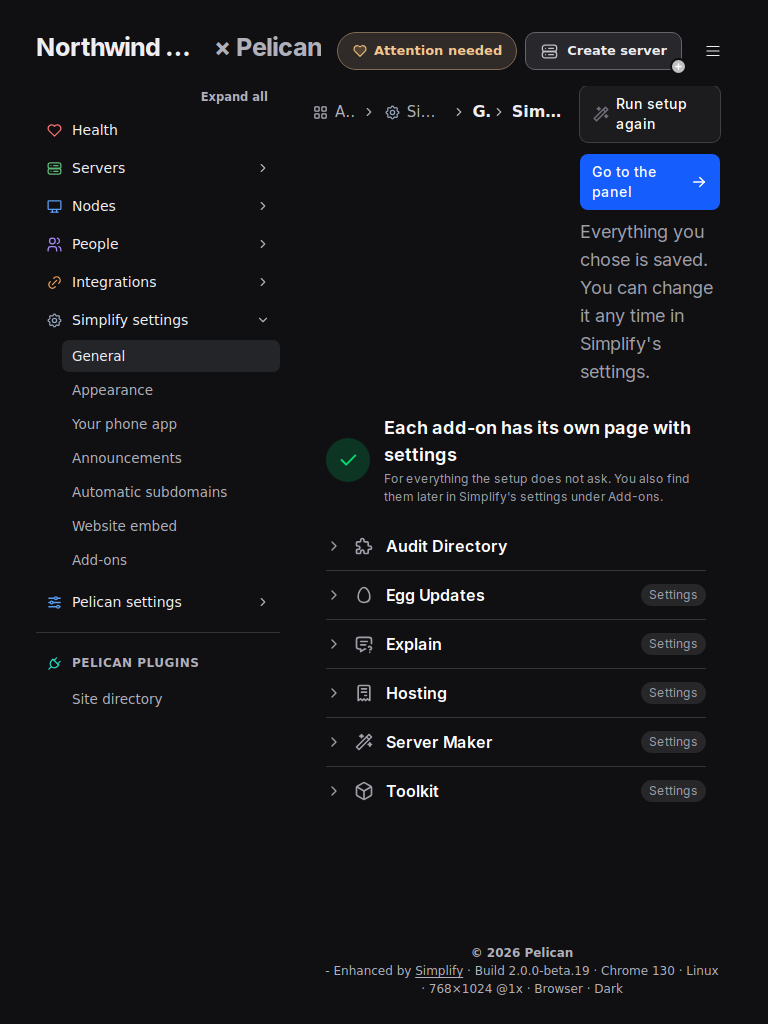 Northwind ... × Pelican
Attention needed
Create server
Expand all
Health
Servers
Nodes
People
Integrations
Simplify settings
General
Appearance
Your phone app
Announcements
Automatic subdomains
Website embed
Add-ons
Pelican settings
PELICAN PLUGINS
Site directory
A.. > Si... > G. > Sim...
Run setup
again
Go to the
panel
Everything you
chose is saved.
You can change
it any time in
Simplify's
settings.
Each add-on has its own page with
settings
For everything the setup does not ask. You also find
them later in Simplify's settings under Add-ons.
Audit Directory
Egg Updates Settings
Explain Settings
Hosting Settings
Server Maker Settings
Toolkit Settings
© 2026 Pelican
- Enhanced by Simplify · Build 2.0.0-beta.19 · Chrome 130 · Linux
· 768×1024 @1x · Browser · Dark